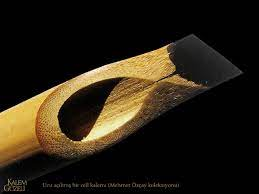 KALEM
GÜZELİ
Ucu açılmış bir celî kalemi (Mehmet Özçay koleksiyonu)